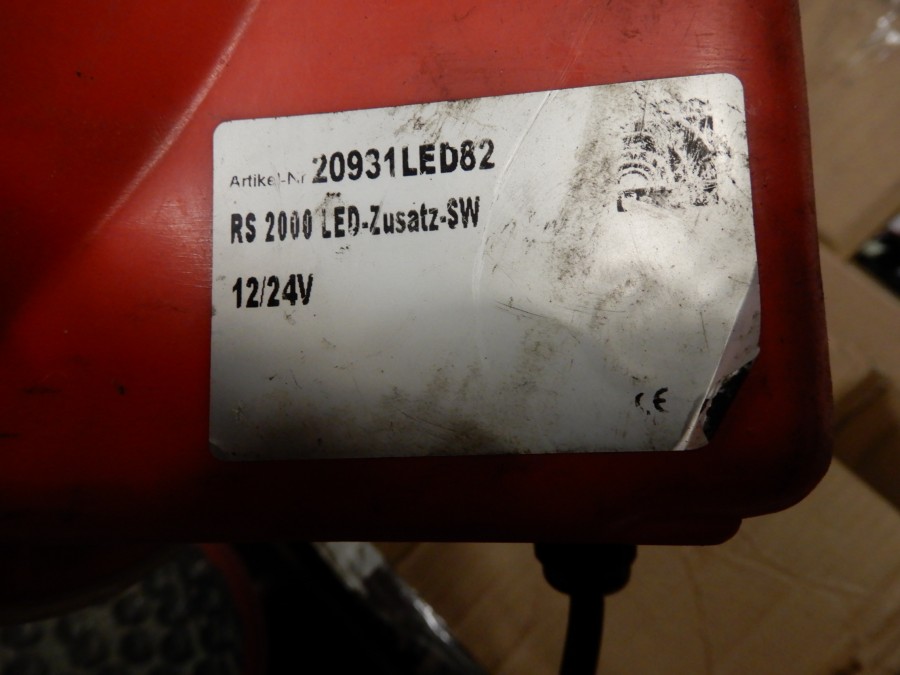 Artikel-Nr 20931LED82
RS 2000 LED-Zusatz-SW
12/24V
CE